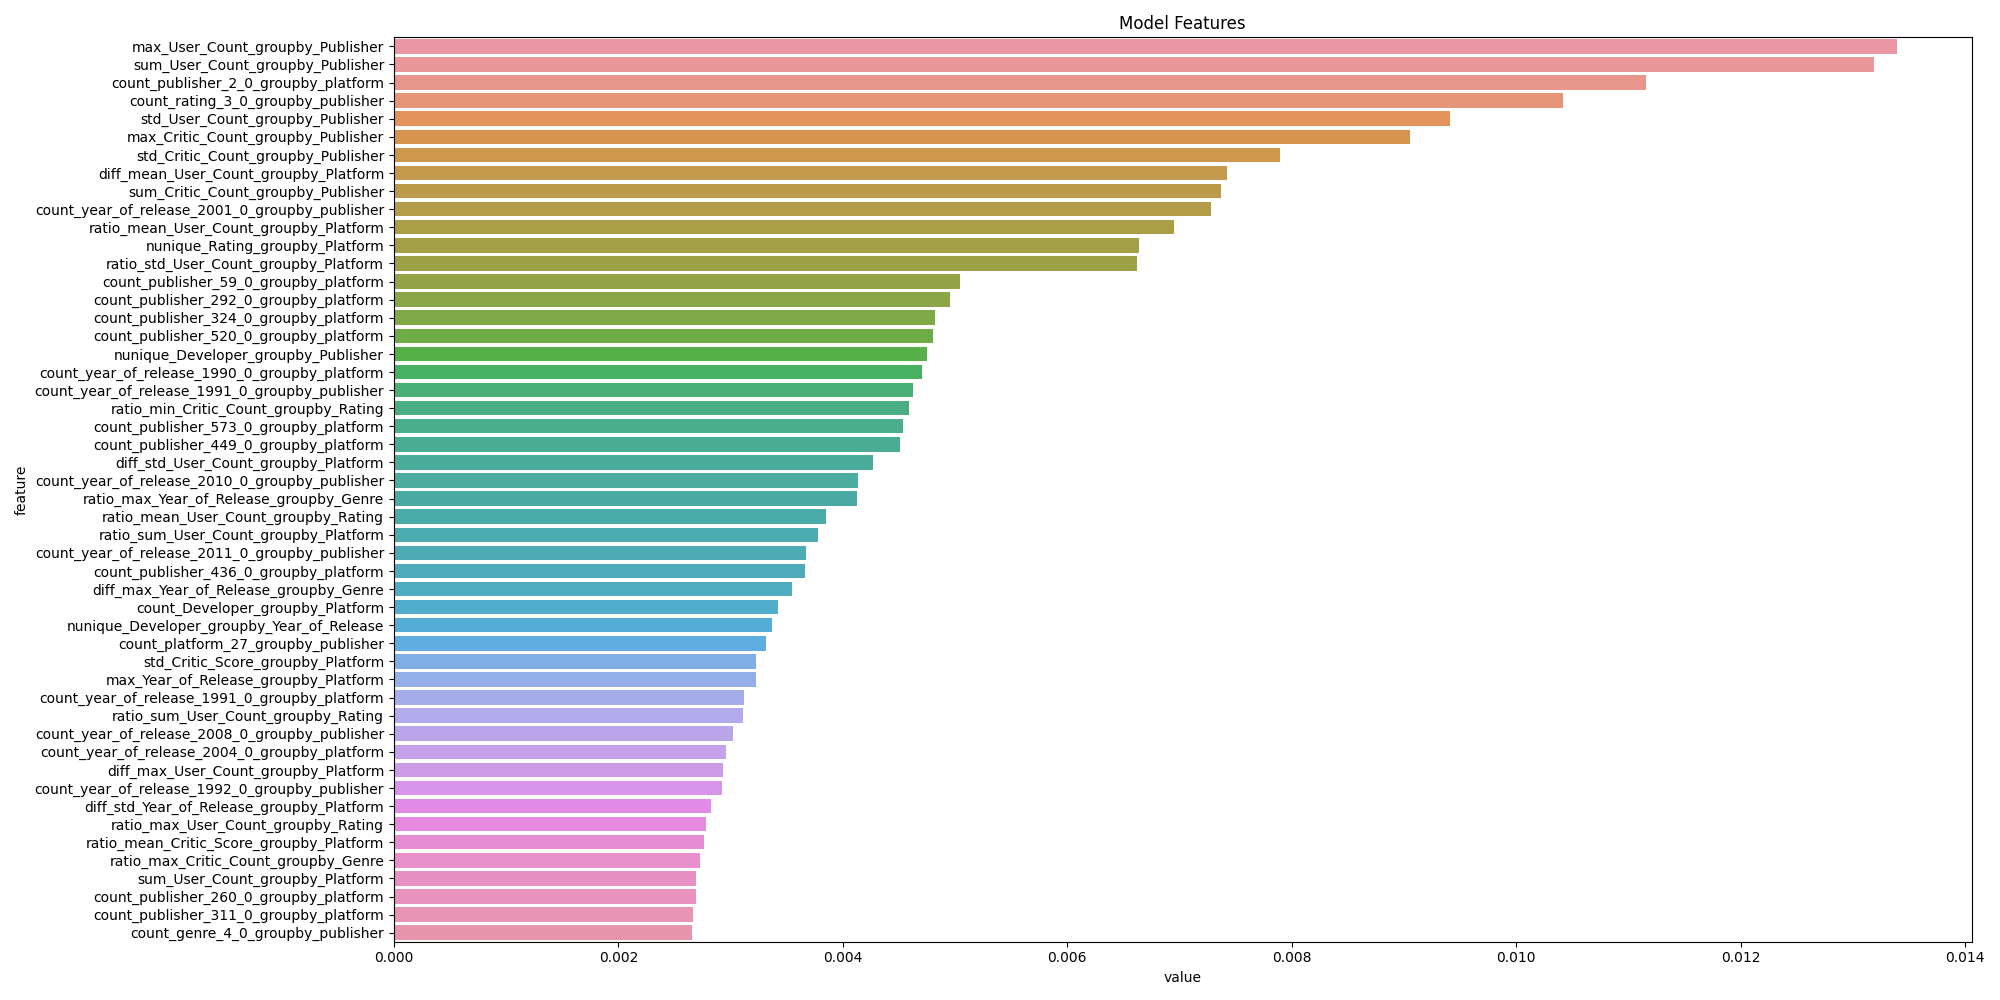 Model Features
max_User_Count_groupby_Publisher
sum_User_Count_groupby_Publisher
count_publisher_2_0_groupby_platform
count_rating_3_0_groupby_publisher
std_User_Count_groupby_Publisher
max_Critic_Count_groupby_Publisher
std_Critic_Count_groupby_Publisher
diff_mean_User_Count_groupby_Platform
sum_Critic_Count_groupby_Publisher
count_year_of_release_2001_0_groupby_publisher
ratio_mean_User_Count_groupby_Platform
nunique_Rating_groupby_Platform
ratio_std_User_Count_groupby_Platform
count_publisher_59_0_groupby_platform
count_publisher_292_0_groupby_platform
count_publisher_324_0_groupby_platform
count_publisher_520_0_groupby_platform
nunique_Developer_groupby_Publisher
count_year_of_release_1990_0_groupby_platform
count_year_of_release_1991_0_groupby_publisher
ratio_min_Critic_Count_groupby_Rating
count_publisher_573_0_groupby_platform
count_publisher_449_0_groupby_platform
diff_std_User_Count_groupby_Platform
count_year_of_release_2010_0_groupby_publisher
ratio_max_Year_of_Release_groupby_Genre
ratio_mean_User_Count_groupby_Rating
ratio_sum_User_Count_groupby_Platform
count_year_of_release_2011_0_groupby_publisher
count_publisher_436_0_groupby_platform
diff_max_Year_of_Release_groupby_Genre
count_Developer_groupby_Platform
nunique_Developer_groupby_Year_of_Release
count_platform_27_groupby_publisher
std_Critic_Score_groupby_Platform
max_Year_of_Release_groupby_Platform
count_year_of_release_1991_0_groupby_platform
ratio_sum_User_Count_groupby_Rating
count_year_of_release_2008_0_groupby_publisher
count_year_of_release_2004_0_groupby_platform
diff_max_User_Count_groupby_Platform
count_year_of_release_1992_0_groupby_publisher
diff_std_Year_of_Release_groupby_Platform
ratio_max_User_Count_groupby_Rating
ratio_mean_Critic_Score_groupby_Platform
ratio_max_Critic_Count_groupby_Genre
sum_User_Count_groupby_Platform
count_publisher_260_0_groupby_platform
count_publisher_311_0_groupby_platform
count_genre_4_0_groupby_publisher
feature
0.000 0.002 0.004 0.006 0.008 0.010 0.012 0.014
value